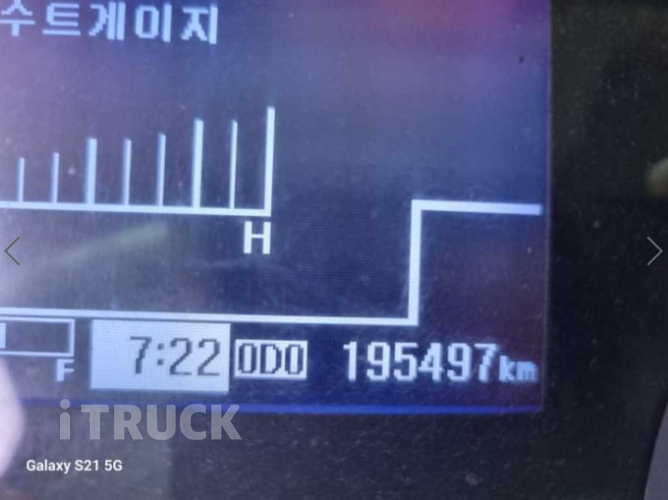 수트게이지
H
F
7:22 ODO 195497km
iTRUCK
Galaxy S21 5G